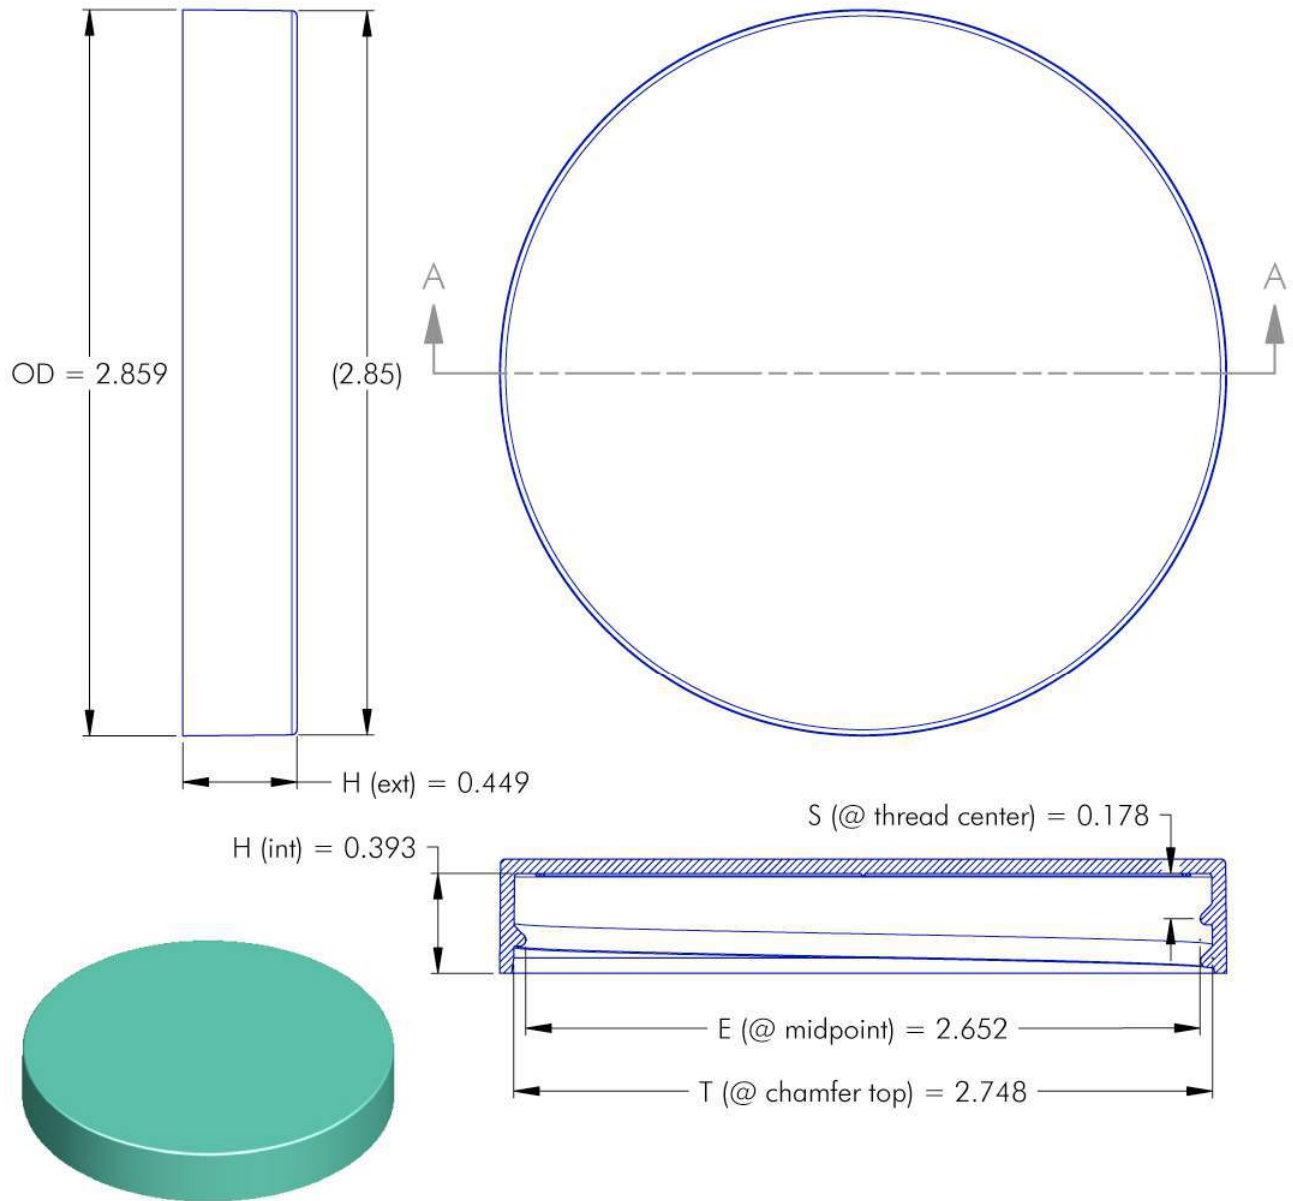 A
A
OD = 2.859
(2.85)
H (ext) = 0.449
S (@ thread center) = 0.178
H (int) = 0.393
E (@ midpoint) = 2.652
T (@ chamfer top) = 2.748